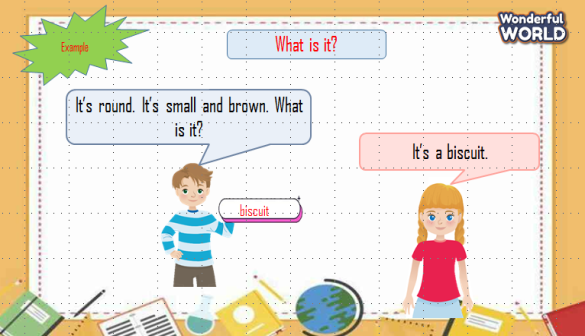 Example
What is it?
Wonderful
WORLD
It's round. It's small and brown. What
is it?
It's a biscuit.
biscuit